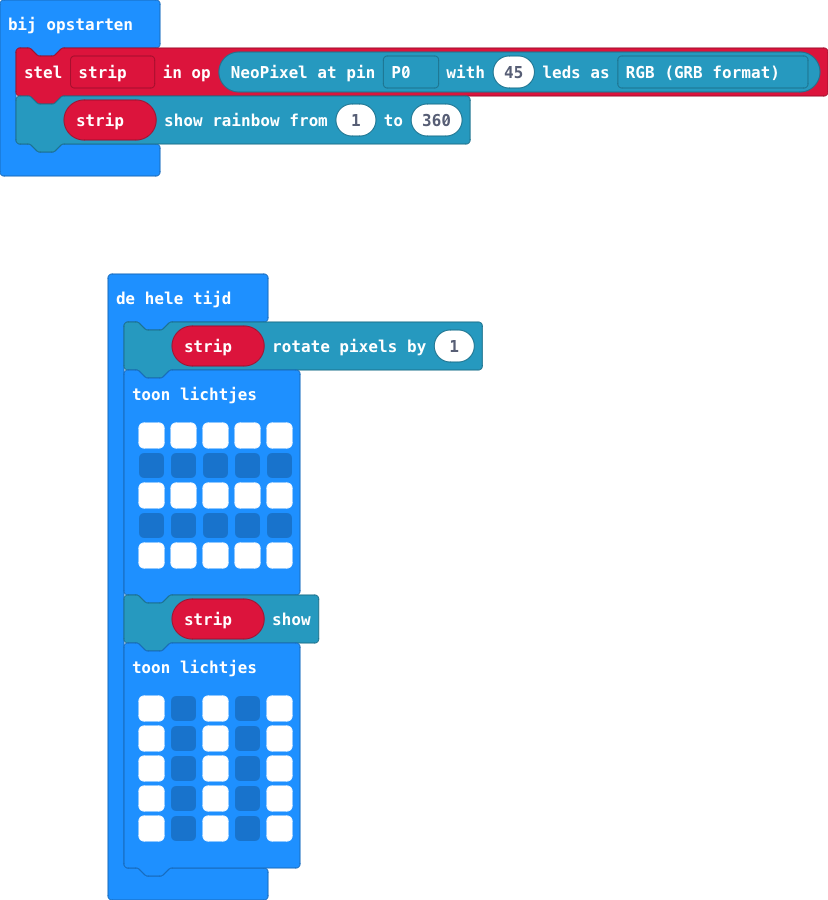 bij opstarten
stel strip in op NeoPixel at pin P0 with 45 leds as RGB (GRB format)
strip show rainbow from 1 to 360
de hele tijd
strip rotate pixels by 1
toon lichtjes
strip show
toon lichtjes